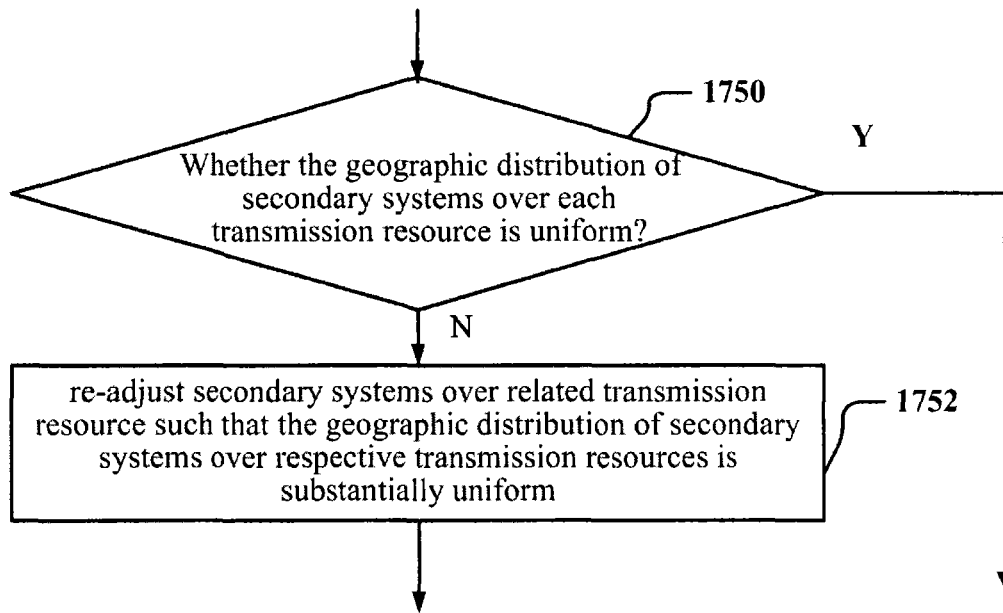 1750
Y
Whether the geographic distribution of
secondary systems over each
transmission resource is uniform?
N
re-adjust secondary systems over related transmission
resource such that the geographic distribution of secondary
systems over respective transmission resources is
substantially uniform
1752